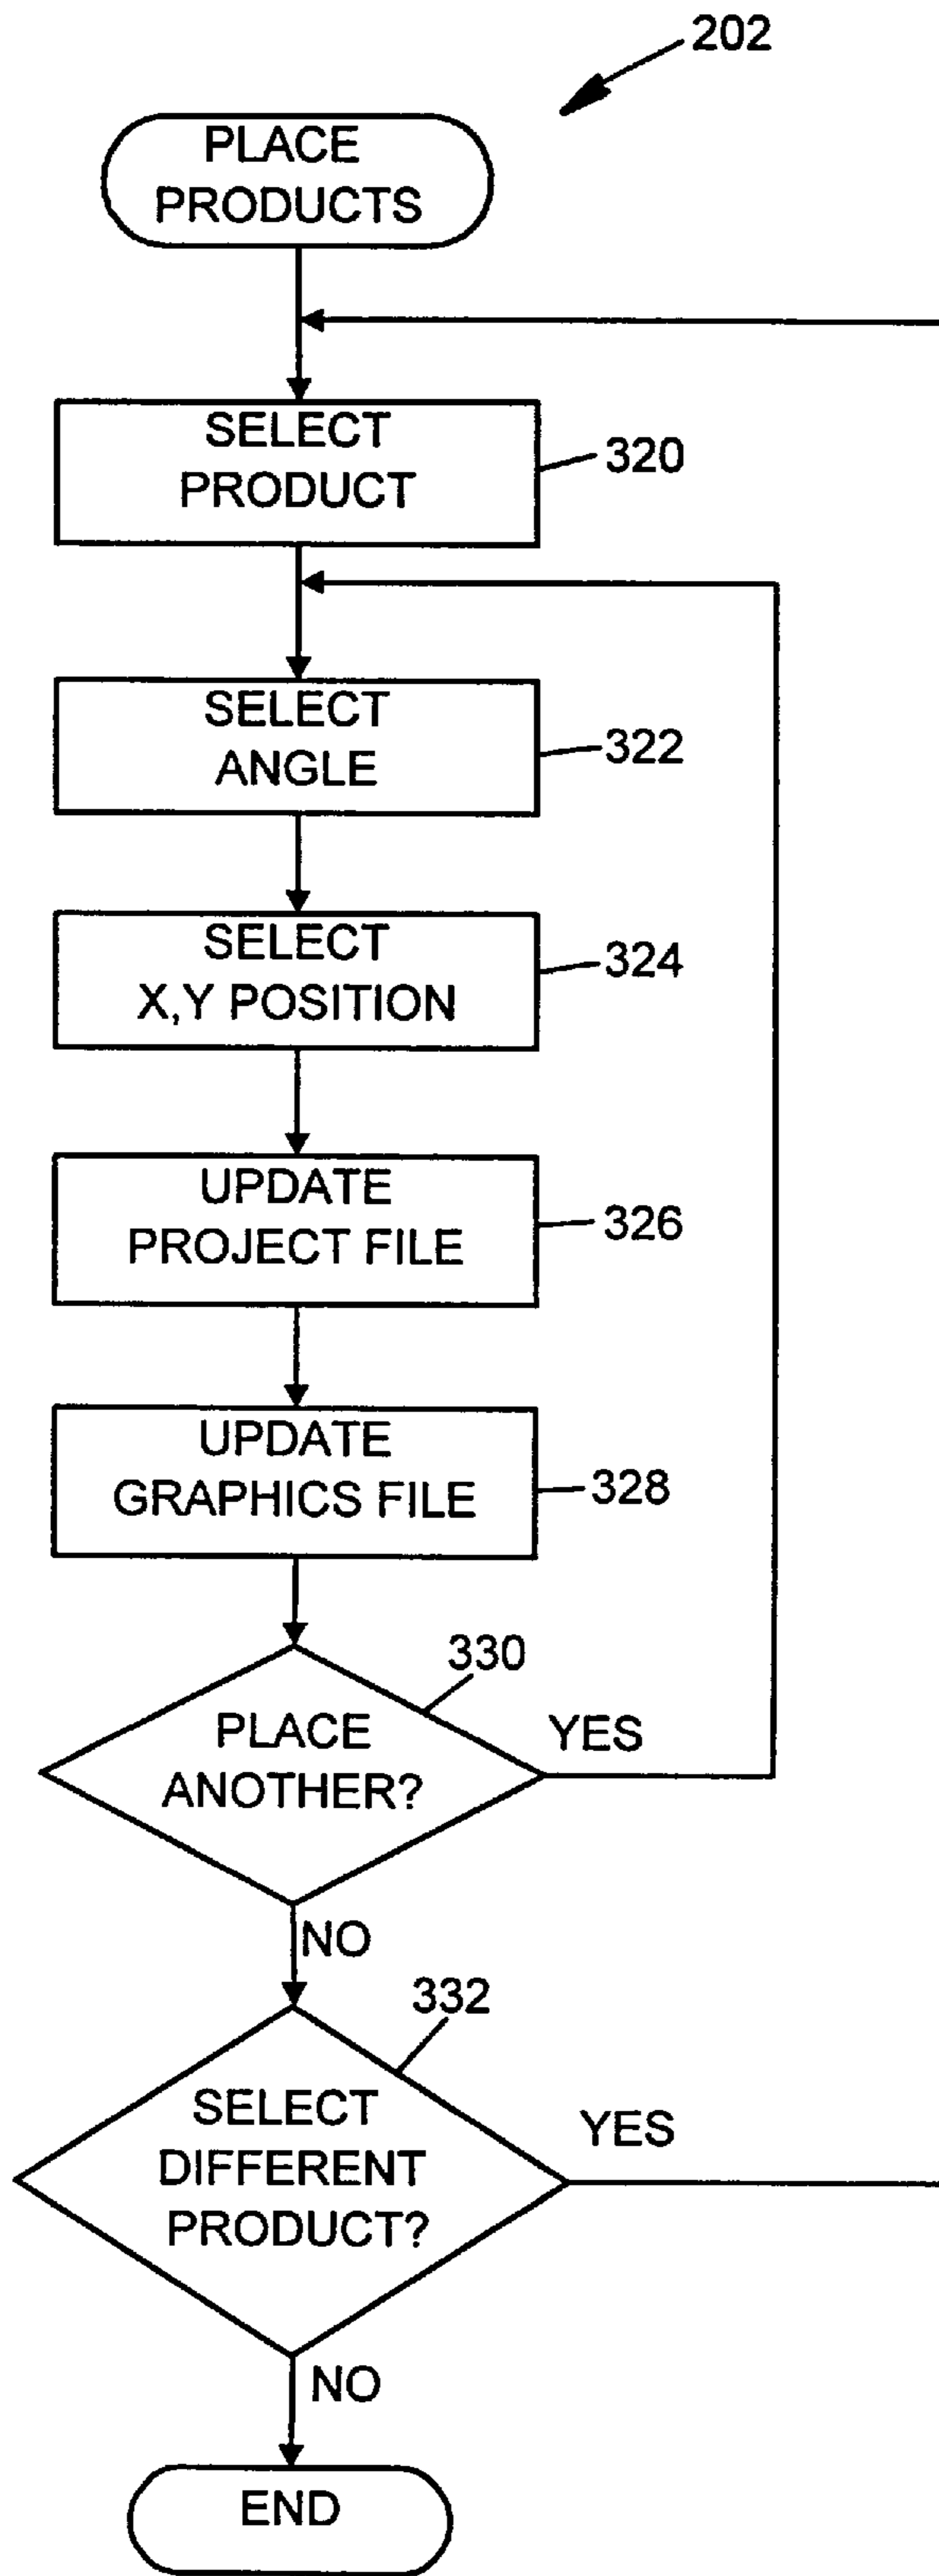 202
PLACE
PRODUCTS
SELECT
PRODUCT
320
SELECT
ANGLE
322
SELECT
X,Y POSITION
324
UPDATE
PROJECT FILE
326
UPDATE
GRAPHICS FILE
328
330
PLACE
ANOTHER?
YES
NO
332
SELECT
DIFFERENT
PRODUCT?
YES
NO
END